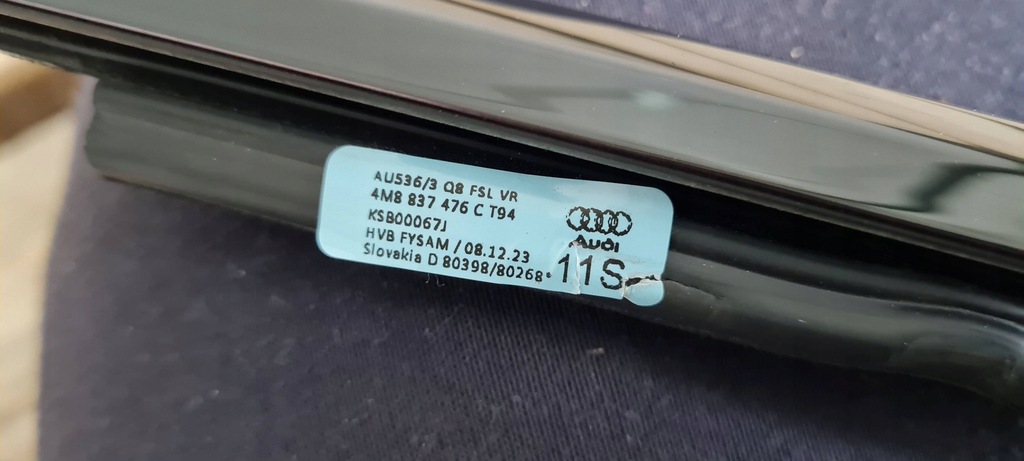 AU536/3 Q8 FSL VR
4M8 837 476 C T94
KSB00067J
HVB FYSAM / 08.12.23
Slovakia D 80398/80268*
AUDI
11S